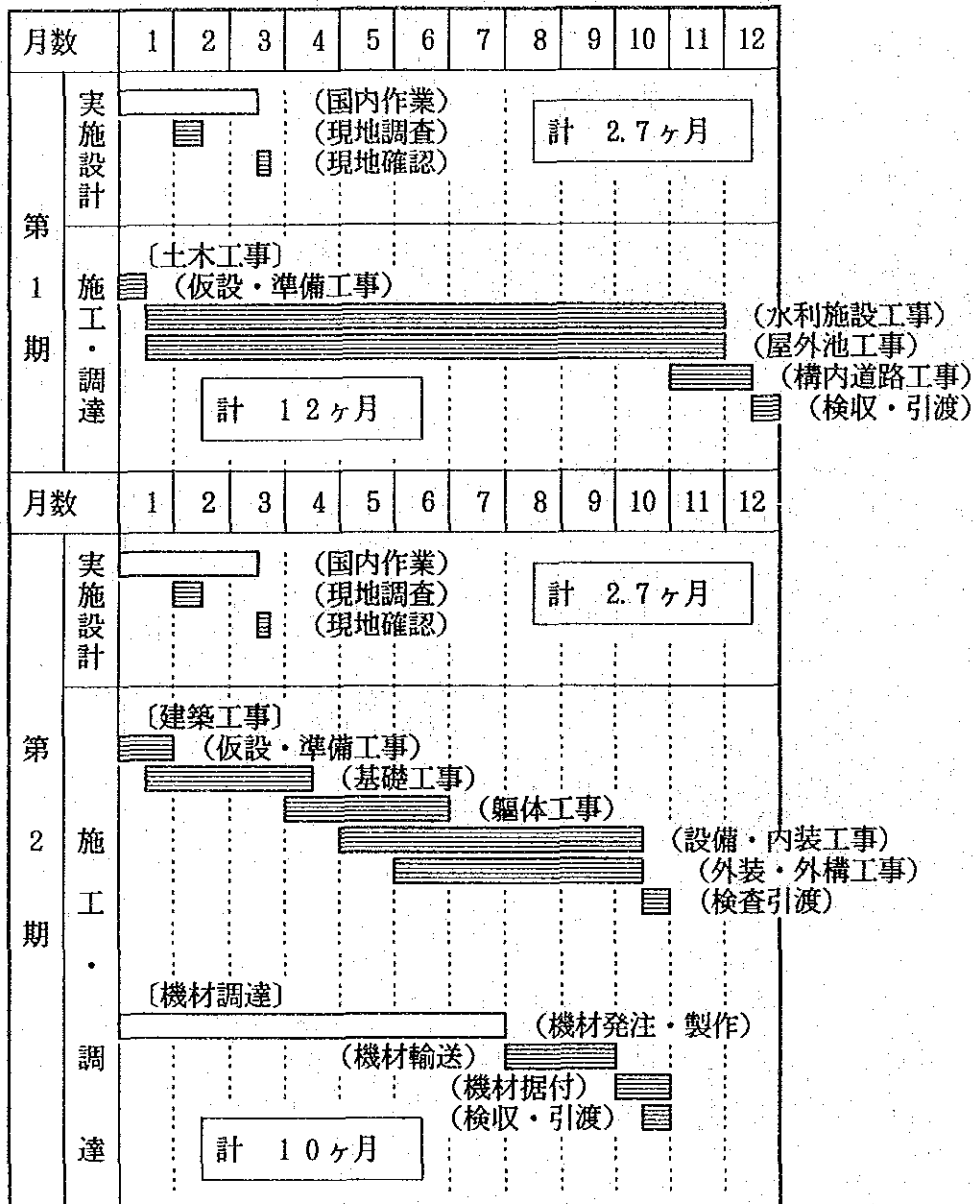 月数 1 2 3 4 5 6 7 8 9 10 11 12
第1期
実施設計
(国内作業)
(現地調査)
(現地確認)
計 2.7ヶ月
施工・調達
〔土木工事〕
(仮設・準備工事)
(水利施設工事)
(屋外池工事)
(構内道路工事)
(検収・引渡)
計 12ヶ月
月数 1 2 3 4 5 6 7 8 9 10 11 12
第2期
実施設計
(国内作業)
(現地調査)
(現地確認)
計 2.7ヶ月
施工・調達
〔建築工事〕
(仮設・準備工事)
(基礎工事)
(軀体工事)
(設備・内装工事)
(外装・外構工事)
(検査引渡)
〔機材調達〕
(機材発注・製作)
(機材輸送)
(機材据付)
(検収・引渡)
計 10ヶ月